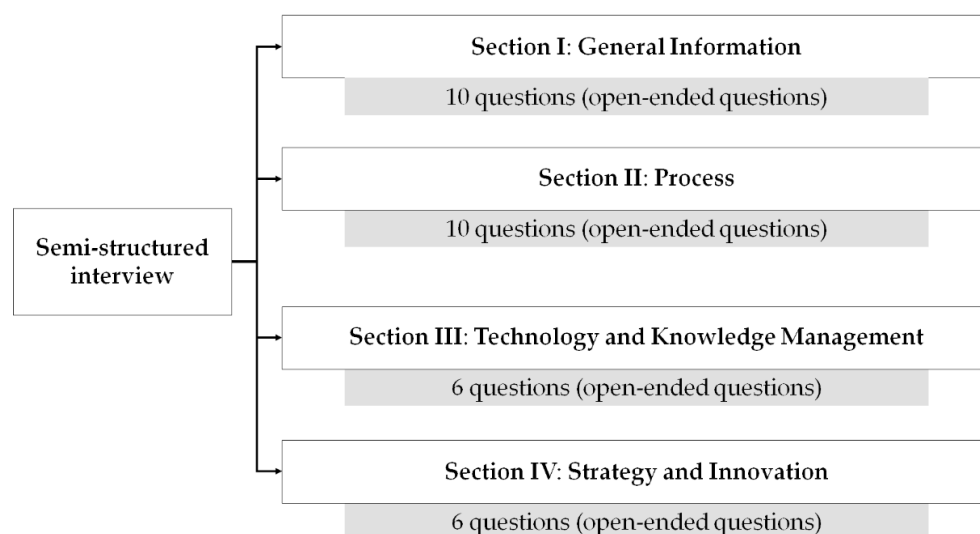 Section I: General Information
10 questions (open-ended questions)
Section II: Process
10 questions (open-ended questions)
Semi-structured
interview
Section III: Technology and Knowledge Management
6 questions (open-ended questions)
Section IV: Strategy and Innovation
6 questions (open-ended questions)